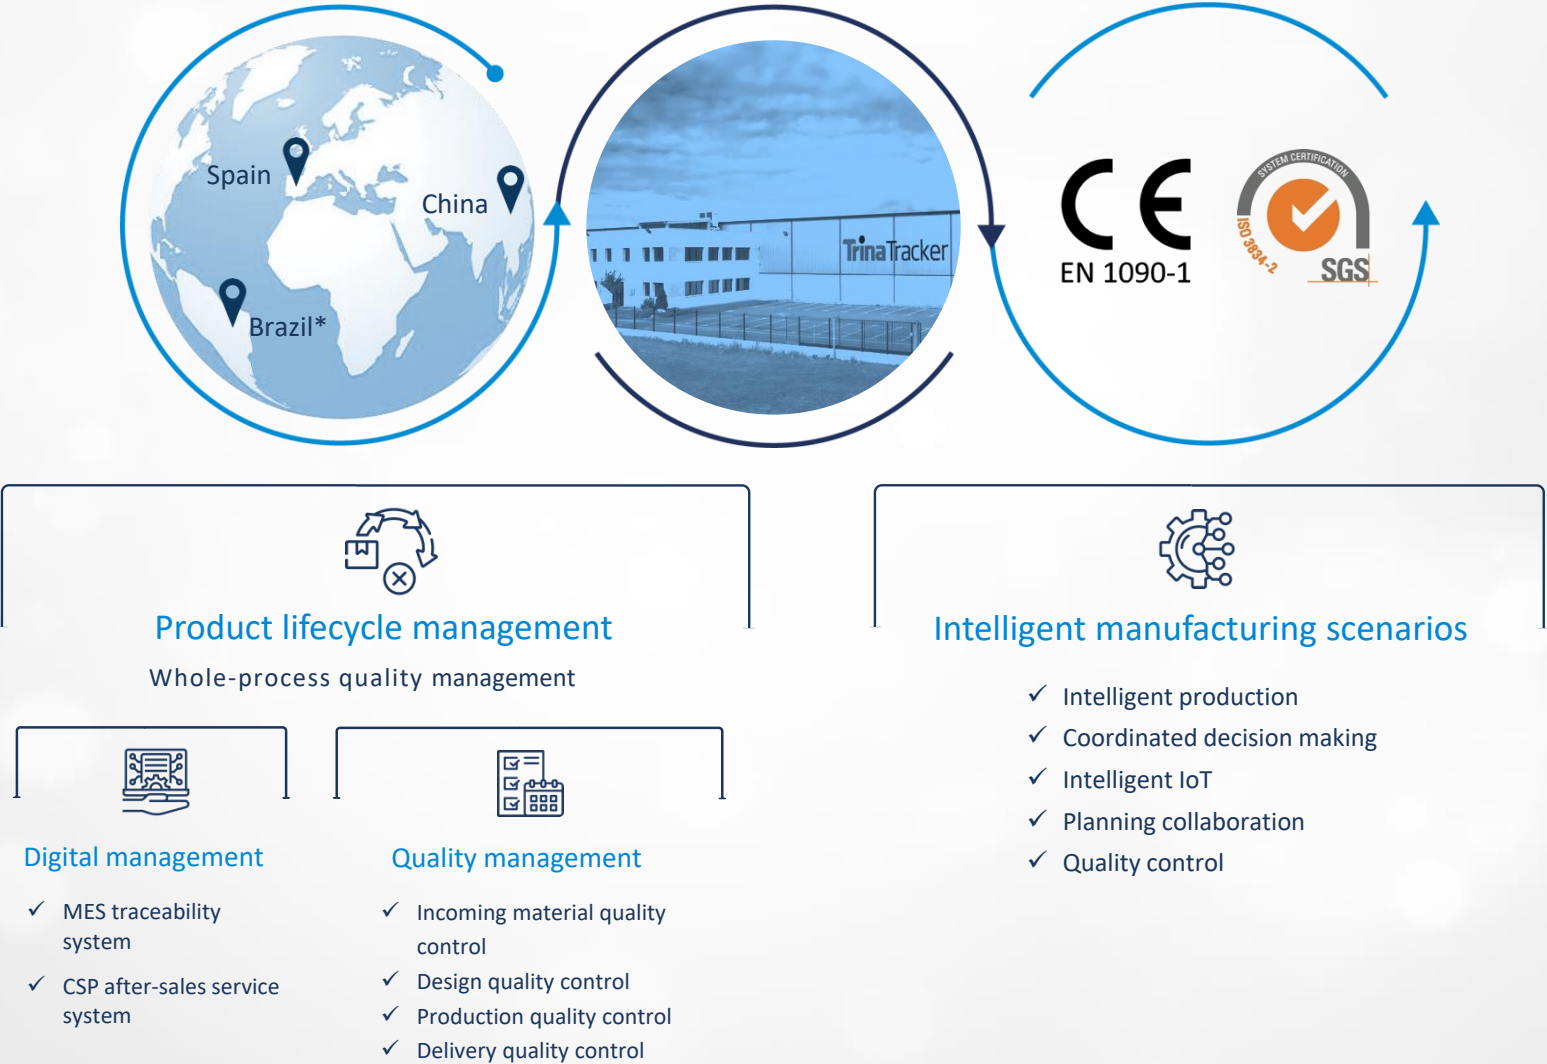 Spain
China
Brazil*
TrinaTracker
CE
EN 1090-1
SYSTEM CERTIFICATION
ISO 3834-2
SGS
Product lifecycle management
Whole-process quality management
Digital management
✓ MES traceability
system
✓ CSP after-sales service
system
Quality management
✓ Incoming material quality
control
✓ Design quality control
✓ Production quality control
✓ Delivery quality control
Intelligent manufacturing scenarios
✓ Intelligent production
✓ Coordinated decision making
✓ Intelligent IoT
✓ Planning collaboration
✓ Quality control